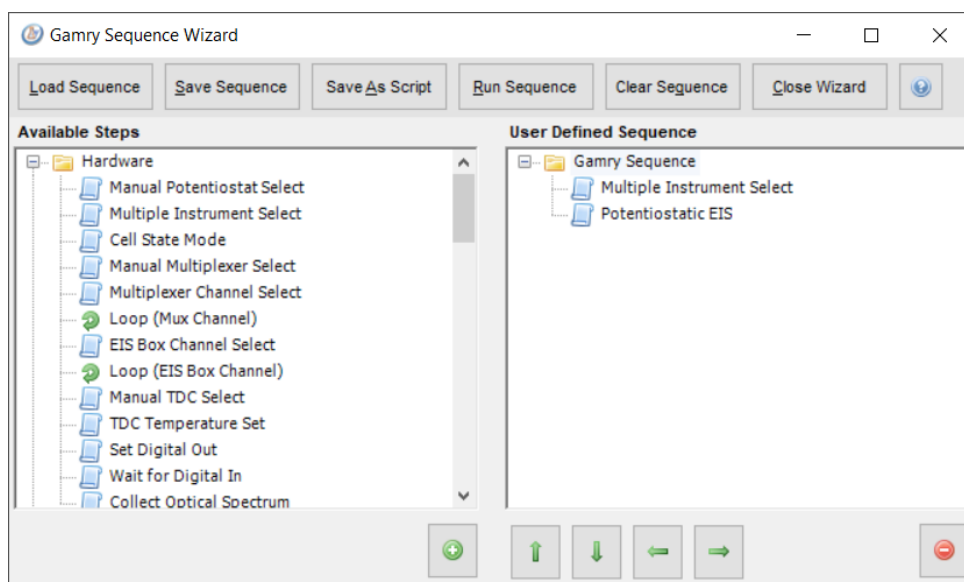 Gamry Sequence Wizard
Load Sequence Save Sequence Save As Script Run Sequence Clear Sequence Close Wizard
Available Steps
Hardware
Manual Potentiostat Select
Multiple Instrument Select
Cell State Mode
Manual Multiplexer Select
Multiplexer Channel Select
Loop (Mux Channel)
EIS Box Channel Select
Loop (EIS Box Channel)
Manual TDC Select
TDC Temperature Set
Set Digital Out
Wait for Digital In
Collect Optical Spectrum
User Defined Sequence
Gamry Sequence
Multiple Instrument Select
Potentiostatic EIS